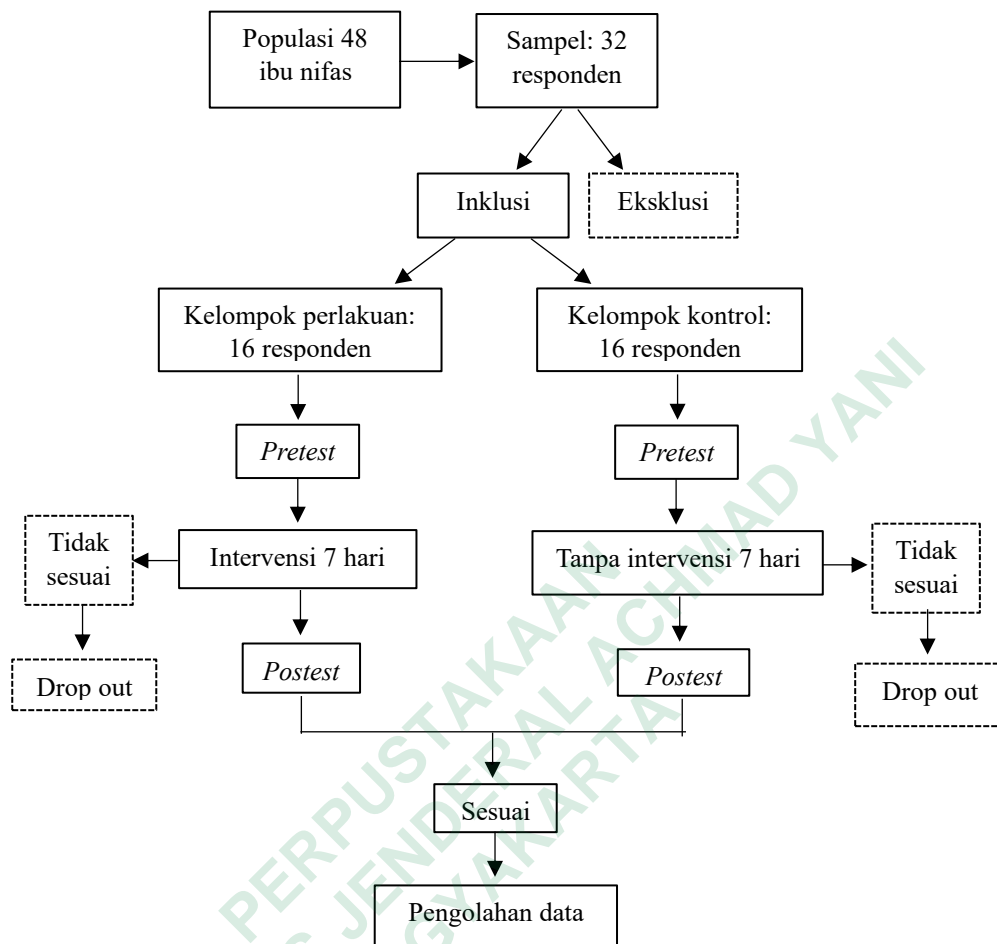 Populasi 48
ibu nifas
Sampel: 32
responden
Inklusi
Eksklusi
Kelompok perlakuan:
16 responden
Kelompok kontrol:
16 responden
Pretest
Pretest
Tidak
sesuai
Intervensi 7 hari
Tanpa intervensi 7 hari
Tidak
sesuai
Drop out
Postest
Postest
Drop out
Sesuai
Pengolahan data
PERPUSTAKAAN
JENDERAL ACHMAD YANI